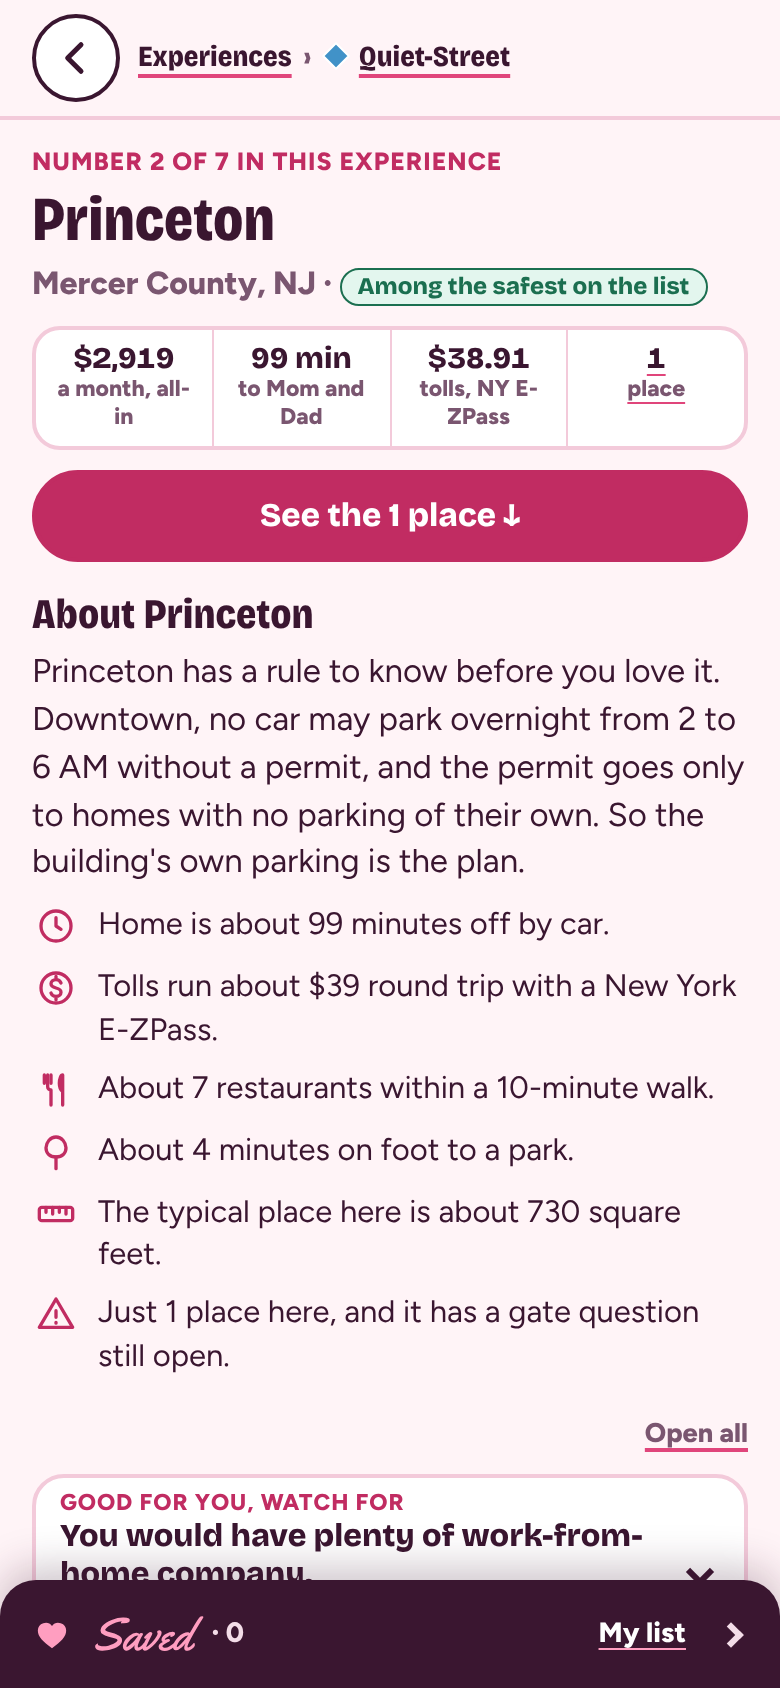 Experiences › Quiet-Street
NUMBER 2 OF 7 IN THIS EXPERIENCE
Princeton
Mercer County, NJ · Among the safest on the list
$2,919
a month, all-
in
99 min
to Mom and
Dad
$38.91
tolls, NY E-
ZPass
1
place
See the 1 place ↓
About Princeton
Princeton has a rule to know before you love it.
Downtown, no car may park overnight from 2 to
6 AM without a permit, and the permit goes only
to homes with no parking of their own. So the
building's own parking is the plan.
Home is about 99 minutes off by car.
Tolls run about $39 round trip with a New York
E-ZPass.
About 7 restaurants within a 10-minute walk.
About 4 minutes on foot to a park.
The typical place here is about 730 square
feet.
Just 1 place here, and it has a gate question
still open.
Open all
GOOD FOR YOU, WATCH FOR
You would have plenty of work-from-
home company.
Saved · 0
My list